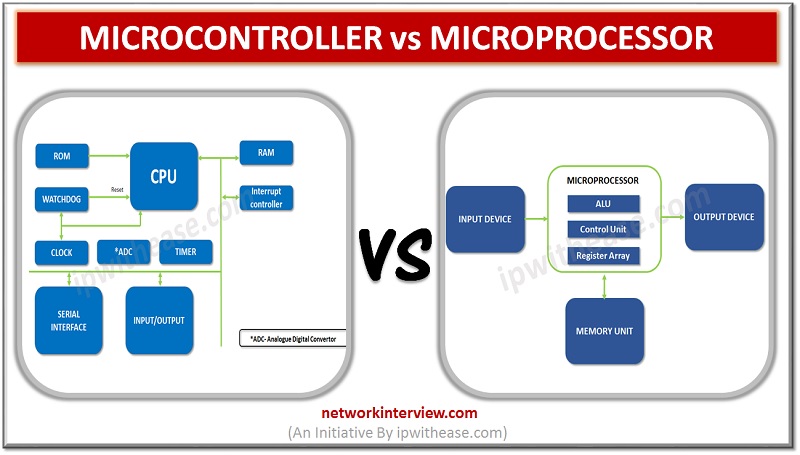 MICROCONTROLLER vs MICROPROCESSOR
ROM
CPU
RAM
WATCHDOG
Reset
Interrupt
controller
CLOCK
*ADC
TIMER
SERIAL
INTERFACE
INPUT/OUTPUT
*ADC- Analogue Digital Convertor
ipwithease.com
VS
MICROPROCESSOR
ALU
Control Unit
Register Array
INPUT DEVICE
OUTPUT DEVICE
MEMORY UNIT
ipwithease.com
networkinterview.com
(An Initiative By ipwithease.com)